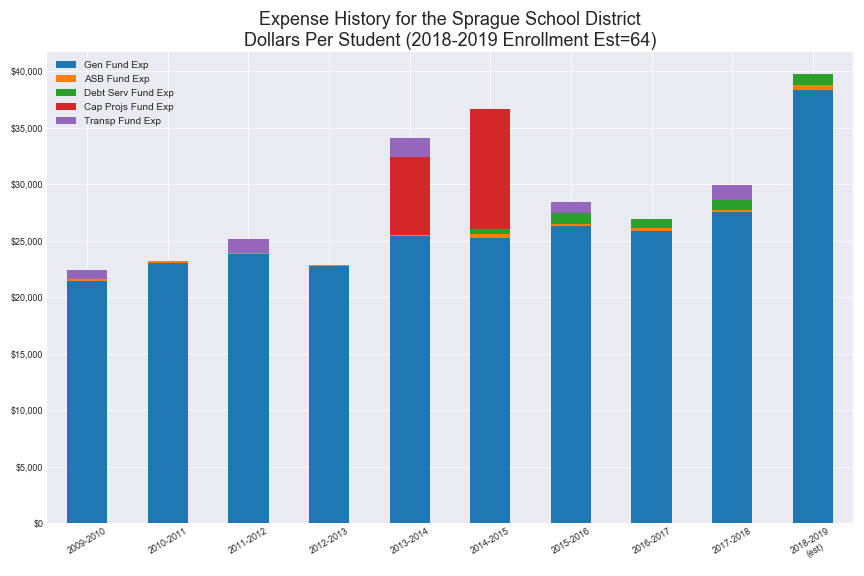 Expense History for the Sprague School District
Dollars Per Student (2018-2019 Enrollment Est=64)
Gen Fund Exp
ASB Fund Exp
Debt Serv Fund Exp
Cap Projs Fund Exp
Transp Fund Exp
$40,000
$35,000
$30,000
$25,000
$20,000
$15,000
$10,000
$5,000
$0
2009-2010
2010-2011
2011-2012
2012-2013
2013-2014
2014-2015
2015-2016
2016-2017
2017-2018
2018-2019
(est)